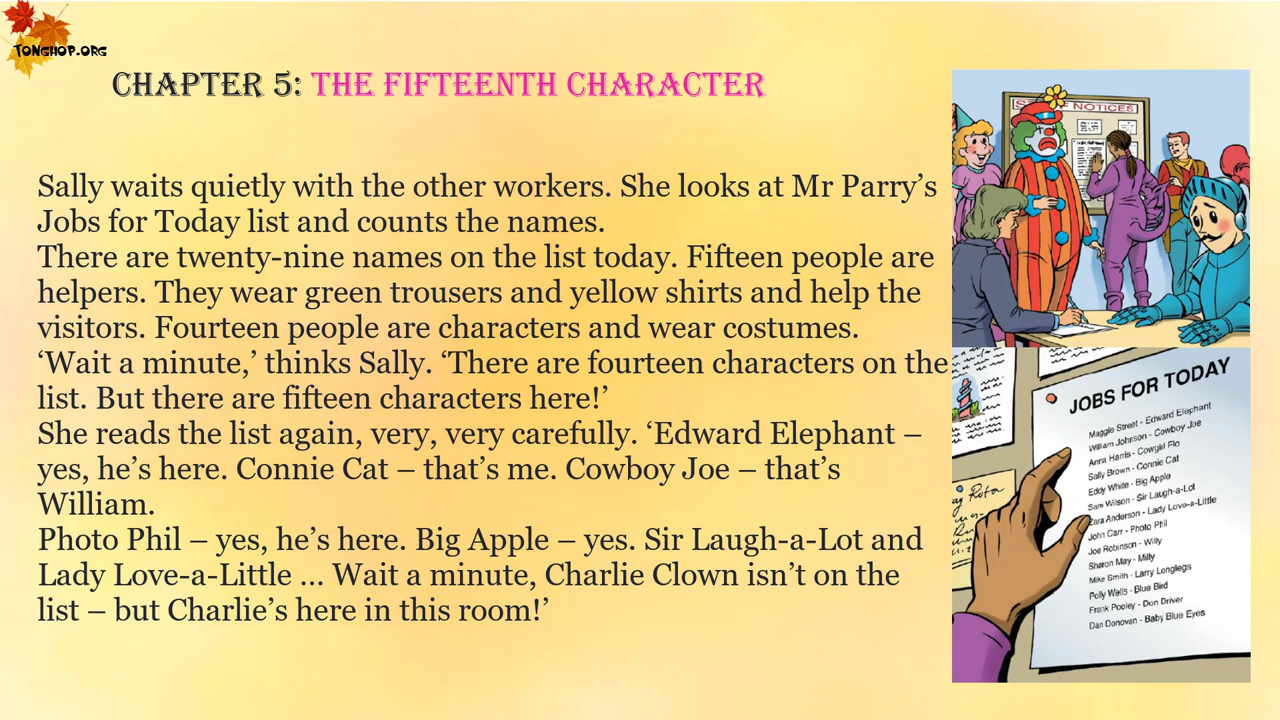 TONGHOP.ORG
CHAPTER 5: THE FIFTEENTH CHARACTER
Sally waits quietly with the other workers. She looks at Mr Parry’s
Jobs for Today list and counts the names.
There are twenty-nine names on the list today. Fifteen people are
helpers. They wear green trousers and yellow shirts and help the
visitors. Fourteen people are characters and wear costumes.
‘Wait a minute,’ thinks Sally. ‘There are fourteen characters on the
list. But there are fifteen characters here!’
She reads the list again, very, very carefully. ‘Edward Elephant –
yes, he’s here. Connie Cat – that’s me. Cowboy Joe – that’s
William.
Photo Phil – yes, he’s here. Big Apple – yes. Sir Laugh-a-Lot and
Lady Love-a-Little ... Wait a minute, Charlie Clown isn’t on the
list – but Charlie’s here in this room!’
NOTICES
JOBS FOR TODAY
Maggie Street - Edward Elephant
William Johnson - Cowboy Joe
Anna Harris - Cowgirl Flo
Sally Brown - Connie Cat
Eddy White - Big Apple
Sam Wilson - Sir Laugh-a-Lot
Zara Anderson - Lady Love-a-Little
John Carr - Photo Phil
Joe Robinson - Willy
Sharon May - Milly
Mike Smith - Larry Longlegs
Polly Wells - Blue Bird
Frank Pooley - Don Driver
Dan Donovan - Baby Blue Eyes
Rota